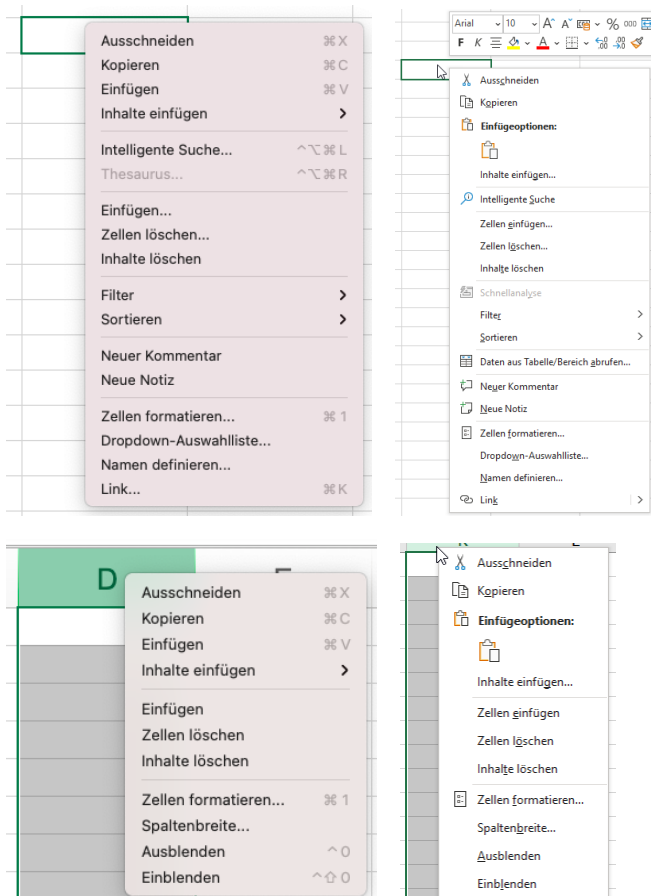 Ausschneiden ⌘ X
Kopieren ⌘ C
Einfügen ⌘ V
Inhalte einfügen
Intelligente Suche... ^⌥⌘ L
Thesaurus... ^⌥⌘ R
Einfügen...
Zellen löschen...
Inhalte löschen
Filter
Sortieren
Neuer Kommentar
Neue Notiz
Zellen formatieren... ⌘ 1
Dropdown-Auswahlliste...
Namen definieren...
Link... ⌘ K
Arial 10 A^ A˅ % 000
F K A
Ausschneiden
Kopieren
Einfügeoptionen:
Inhalte einfügen...
Intelligente Suche
Zellen einfügen...
Zellen löschen...
Inhalte löschen
Schnellanalyse
Filter
Sortieren
Daten aus Tabelle/Bereich abrufen...
Neuer Kommentar
Neue Notiz
Zellen formatieren...
Dropdown-Auswahlliste...
Namen definieren...
Link
D
Ausschneiden ⌘ X
Kopieren ⌘ C
Einfügen ⌘ V
Inhalte einfügen
Einfügen
Zellen löschen
Inhalte löschen
Zellen formatieren... ⌘ 1
Spaltenbreite...
Ausblenden ^ 0
Einblenden ^⇧ 0
Ausschneiden
Kopieren
Einfügeoptionen:
Inhalte einfügen...
Zellen einfügen
Zellen löschen
Inhalte löschen
Zellen formatieren...
Spaltenbreite...
Ausblenden
Einblenden